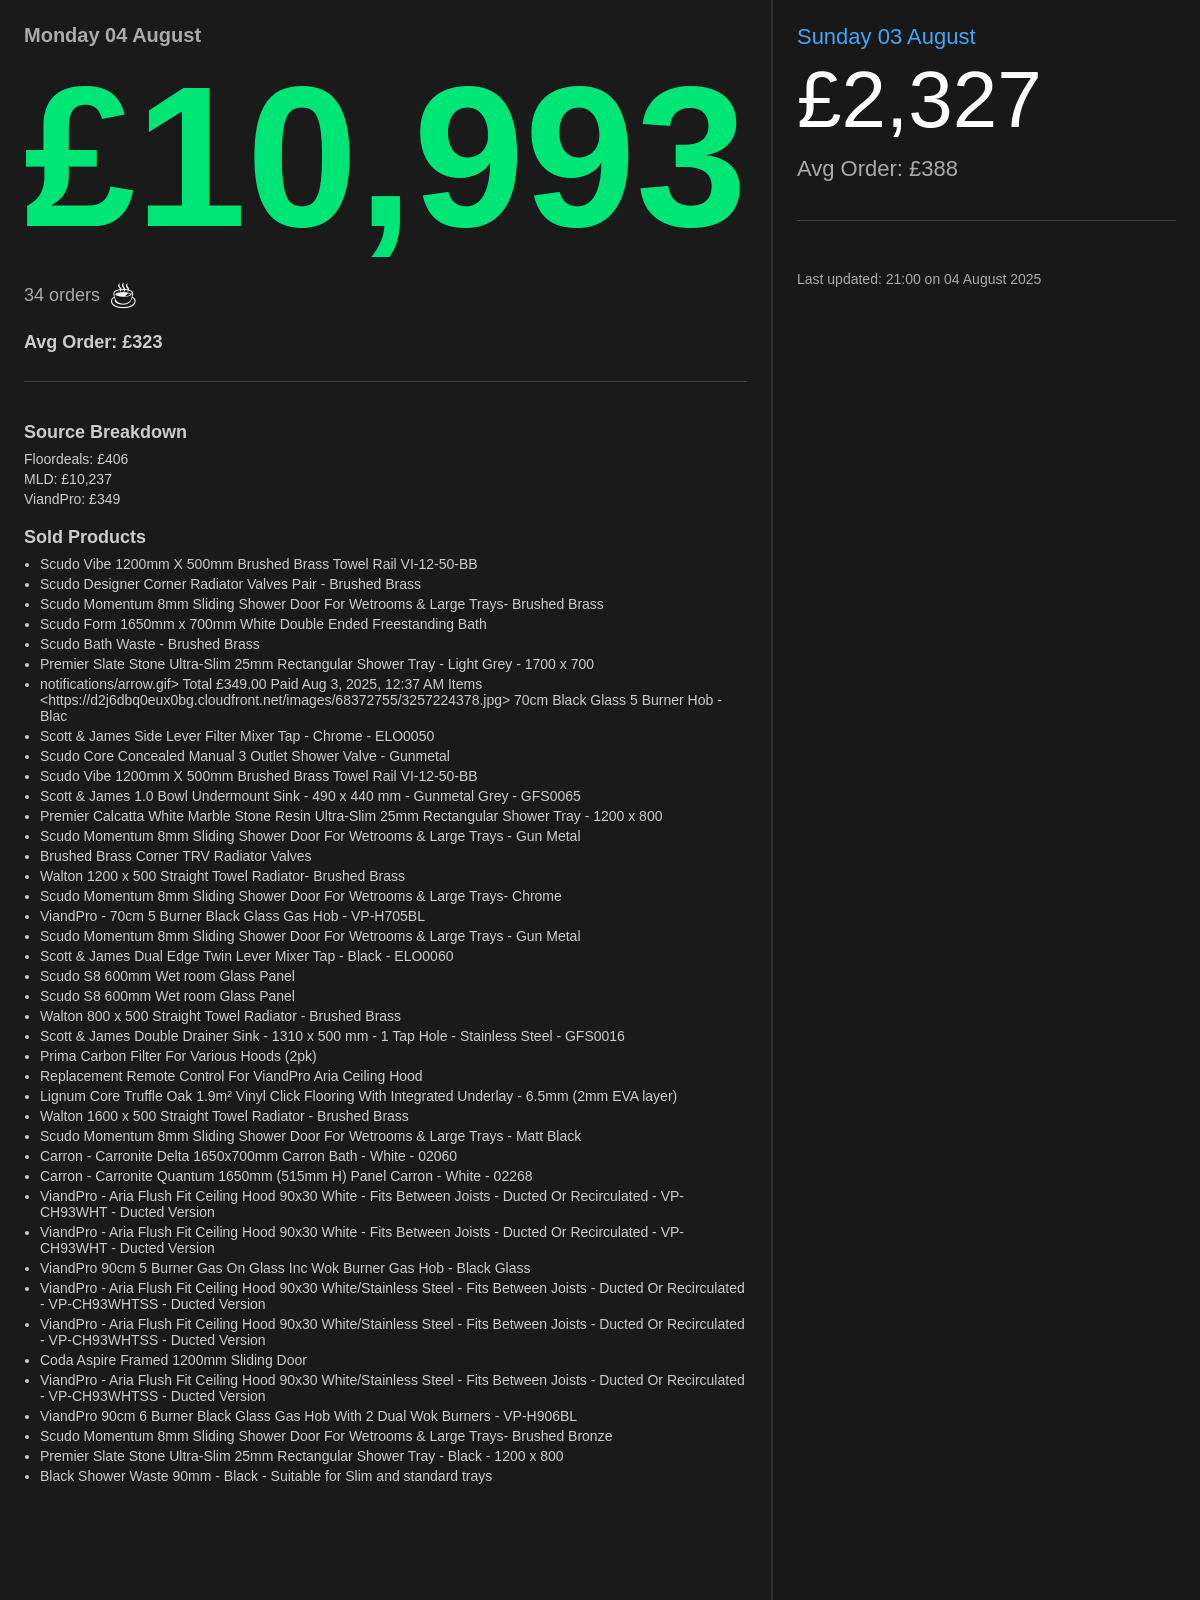 Monday 04 August
£10,993
34 orders ☕
Avg Order: £323
Source Breakdown
Floordeals: £406
MLD: £10,237
ViandPro: £349
Sold Products
• Scudo Vibe 1200mm X 500mm Brushed Brass Towel Rail VI-12-50-BB
• Scudo Designer Corner Radiator Valves Pair - Brushed Brass
• Scudo Momentum 8mm Sliding Shower Door For Wetrooms & Large Trays- Brushed Brass
• Scudo Form 1650mm x 700mm White Double Ended Freestanding Bath
• Scudo Bath Waste - Brushed Brass
• Premier Slate Stone Ultra-Slim 25mm Rectangular Shower Tray - Light Grey - 1700 x 700
• notifications/arrow.gif> Total £349.00 Paid Aug 3, 2025, 12:37 AM Items
<https://d2j6dbq0eux0bg.cloudfront.net/images/68372755/3257224378.jpg> 70cm Black Glass 5 Burner Hob -
Blac
• Scott & James Side Lever Filter Mixer Tap - Chrome - ELO0050
• Scudo Core Concealed Manual 3 Outlet Shower Valve - Gunmetal
• Scudo Vibe 1200mm X 500mm Brushed Brass Towel Rail VI-12-50-BB
• Scott & James 1.0 Bowl Undermount Sink - 490 x 440 mm - Gunmetal Grey - GFS0065
• Premier Calcatta White Marble Stone Resin Ultra-Slim 25mm Rectangular Shower Tray - 1200 x 800
• Scudo Momentum 8mm Sliding Shower Door For Wetrooms & Large Trays - Gun Metal
• Brushed Brass Corner TRV Radiator Valves
• Walton 1200 x 500 Straight Towel Radiator- Brushed Brass
• Scudo Momentum 8mm Sliding Shower Door For Wetrooms & Large Trays- Chrome
• ViandPro - 70cm 5 Burner Black Glass Gas Hob - VP-H705BL
• Scudo Momentum 8mm Sliding Shower Door For Wetrooms & Large Trays - Gun Metal
• Scott & James Dual Edge Twin Lever Mixer Tap - Black - ELO0060
• Scudo S8 600mm Wet room Glass Panel
• Scudo S8 600mm Wet room Glass Panel
• Walton 800 x 500 Straight Towel Radiator - Brushed Brass
• Scott & James Double Drainer Sink - 1310 x 500 mm - 1 Tap Hole - Stainless Steel - GFS0016
• Prima Carbon Filter For Various Hoods (2pk)
• Replacement Remote Control For ViandPro Aria Ceiling Hood
• Lignum Core Truffle Oak 1.9m² Vinyl Click Flooring With Integrated Underlay - 6.5mm (2mm EVA layer)
• Walton 1600 x 500 Straight Towel Radiator - Brushed Brass
• Scudo Momentum 8mm Sliding Shower Door For Wetrooms & Large Trays - Matt Black
• Carron - Carronite Delta 1650x700mm Carron Bath - White - 02060
• Carron - Carronite Quantum 1650mm (515mm H) Panel Carron - White - 02268
• ViandPro - Aria Flush Fit Ceiling Hood 90x30 White - Fits Between Joists - Ducted Or Recirculated - VP-
CH93WHT - Ducted Version
• ViandPro - Aria Flush Fit Ceiling Hood 90x30 White - Fits Between Joists - Ducted Or Recirculated - VP-
CH93WHT - Ducted Version
• ViandPro 90cm 5 Burner Gas On Glass Inc Wok Burner Gas Hob - Black Glass
• ViandPro - Aria Flush Fit Ceiling Hood 90x30 White/Stainless Steel - Fits Between Joists - Ducted Or Recirculated
- VP-CH93WHTSS - Ducted Version
• ViandPro - Aria Flush Fit Ceiling Hood 90x30 White/Stainless Steel - Fits Between Joists - Ducted Or Recirculated
- VP-CH93WHTSS - Ducted Version
• Coda Aspire Framed 1200mm Sliding Door
• ViandPro - Aria Flush Fit Ceiling Hood 90x30 White/Stainless Steel - Fits Between Joists - Ducted Or Recirculated
- VP-CH93WHTSS - Ducted Version
• ViandPro 90cm 6 Burner Black Glass Gas Hob With 2 Dual Wok Burners - VP-H906BL
• Scudo Momentum 8mm Sliding Shower Door For Wetrooms & Large Trays- Brushed Bronze
• Premier Slate Stone Ultra-Slim 25mm Rectangular Shower Tray - Black - 1200 x 800
• Black Shower Waste 90mm - Black - Suitable for Slim and standard trays
Sunday 03 August
£2,327
Avg Order: £388
Last updated: 21:00 on 04 August 2025